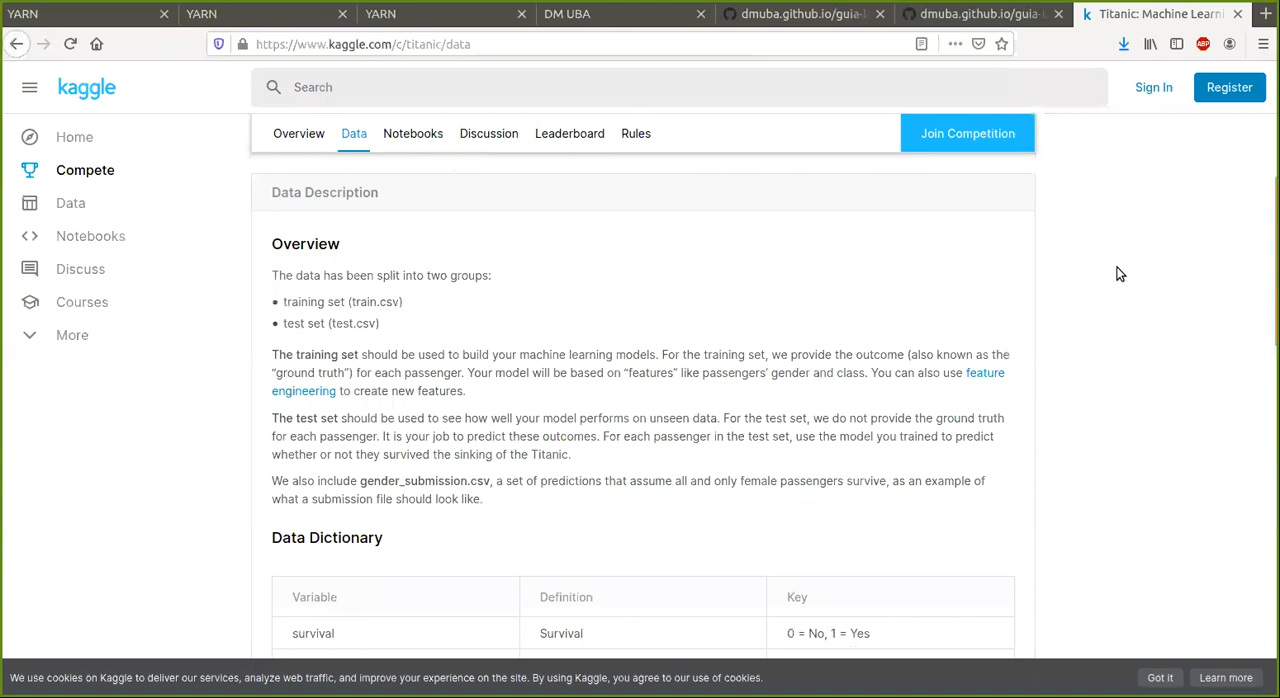 YARN YARN YARN DM UBA dmuba.github.io/guia- dmuba.github.io/guia- Titanic: Machine Learni
https://www.kaggle.com/c/titanic/data ABP
kaggle Search Sign In Register
Overview Data Notebooks Discussion Leaderboard Rules Join Competition
Home
Compete
Data
Notebooks
Discuss
Courses
More
Data Description
Overview
The data has been split into two groups:
• training set (train.csv)
• test set (test.csv)
The training set should be used to build your machine learning models. For the training set, we provide the outcome (also known as the
“ground truth”) for each passenger. Your model will be based on “features” like passengers’ gender and class. You can also use feature
engineering to create new features.
The test set should be used to see how well your model performs on unseen data. For the test set, we do not provide the ground truth
for each passenger. It is your job to predict these outcomes. For each passenger in the test set, use the model you trained to predict
whether or not they survived the sinking of the Titanic.
We also include gender_submission.csv, a set of predictions that assume all and only female passengers survive, as an example of
what a submission file should look like.
Data Dictionary
Variable Definition Key
survival Survival 0 = No, 1 = Yes
We use cookies on Kaggle to deliver our services, analyze web traffic, and improve your experience on the site. By using Kaggle, you agree to our use of cookies. Got it Learn more